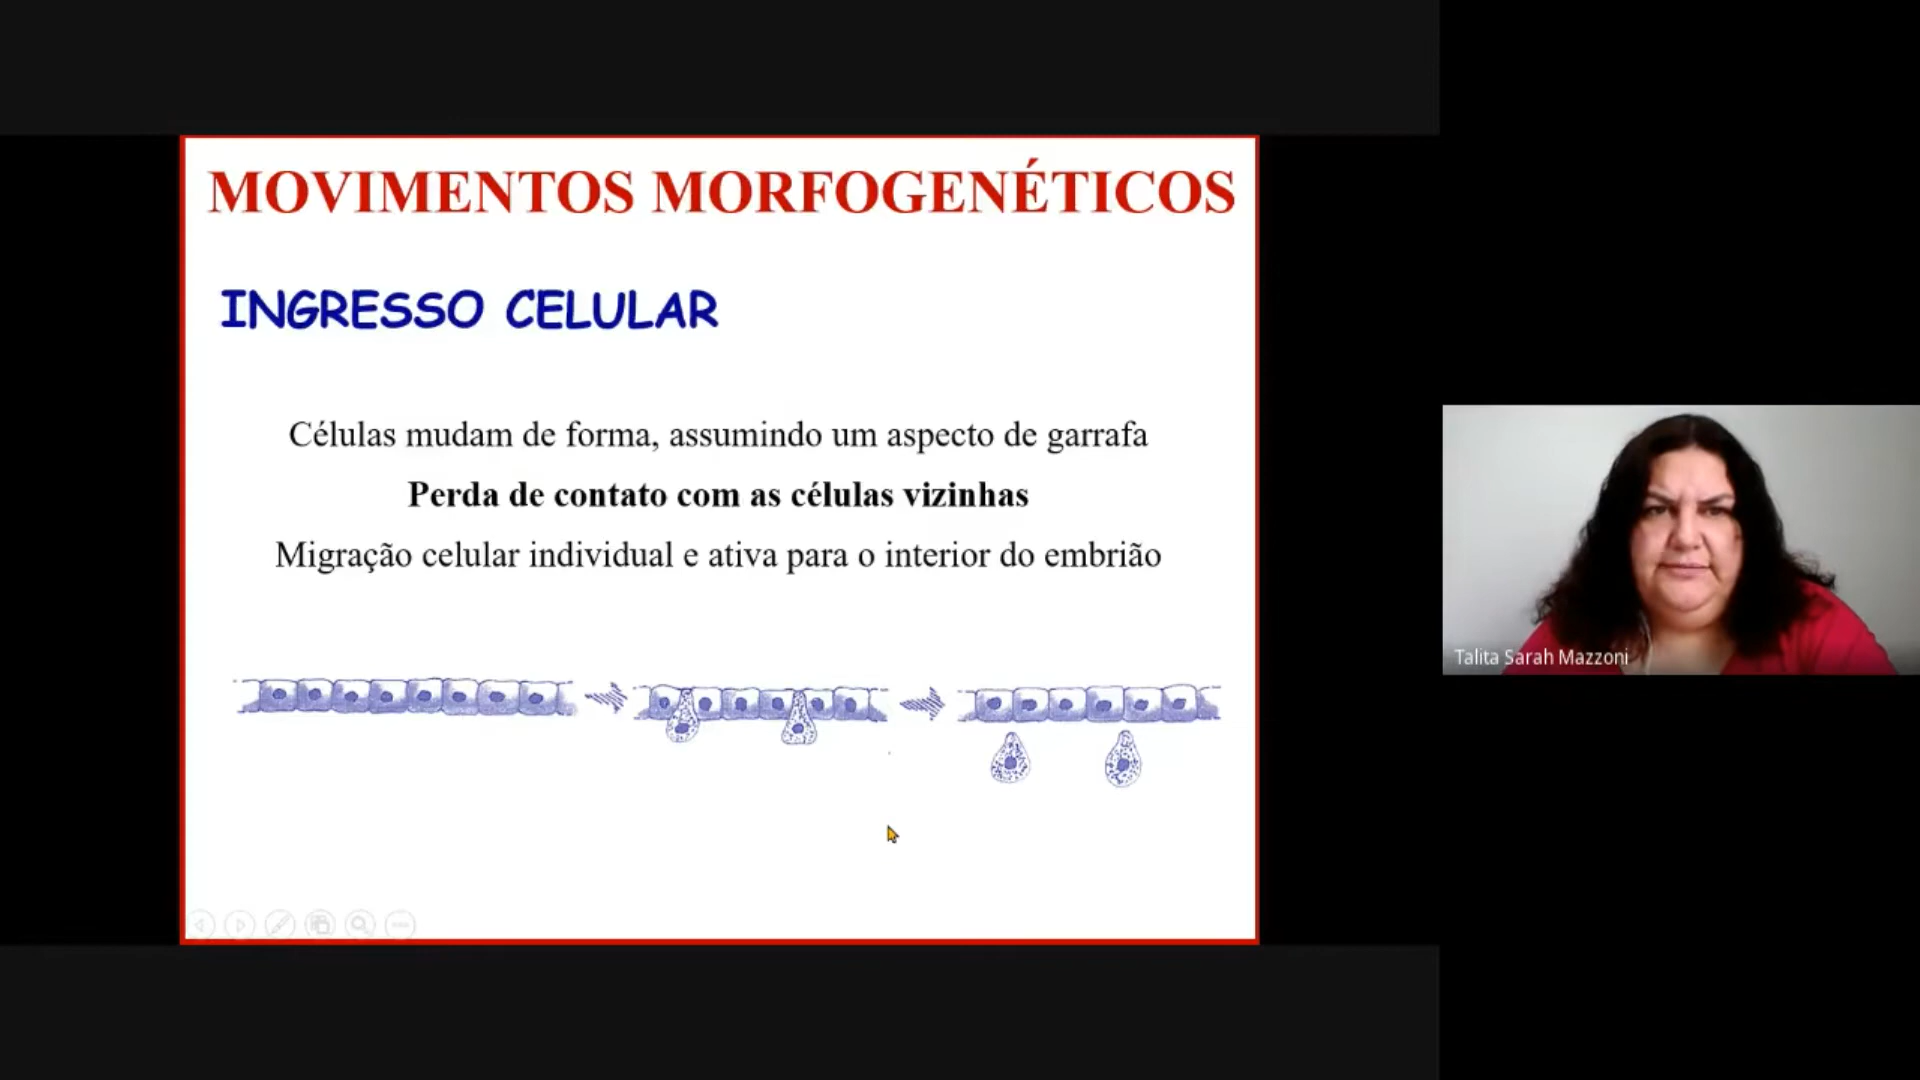 MOVIMENTOS MORFOGENÉTICOS
INGRESSO CELULAR
Células mudam de forma, assumindo um aspecto de garrafa
Perda de contato com as células vizinhas
Migração celular individual e ativa para o interior do embrião
Talita Sarah Mazzoni